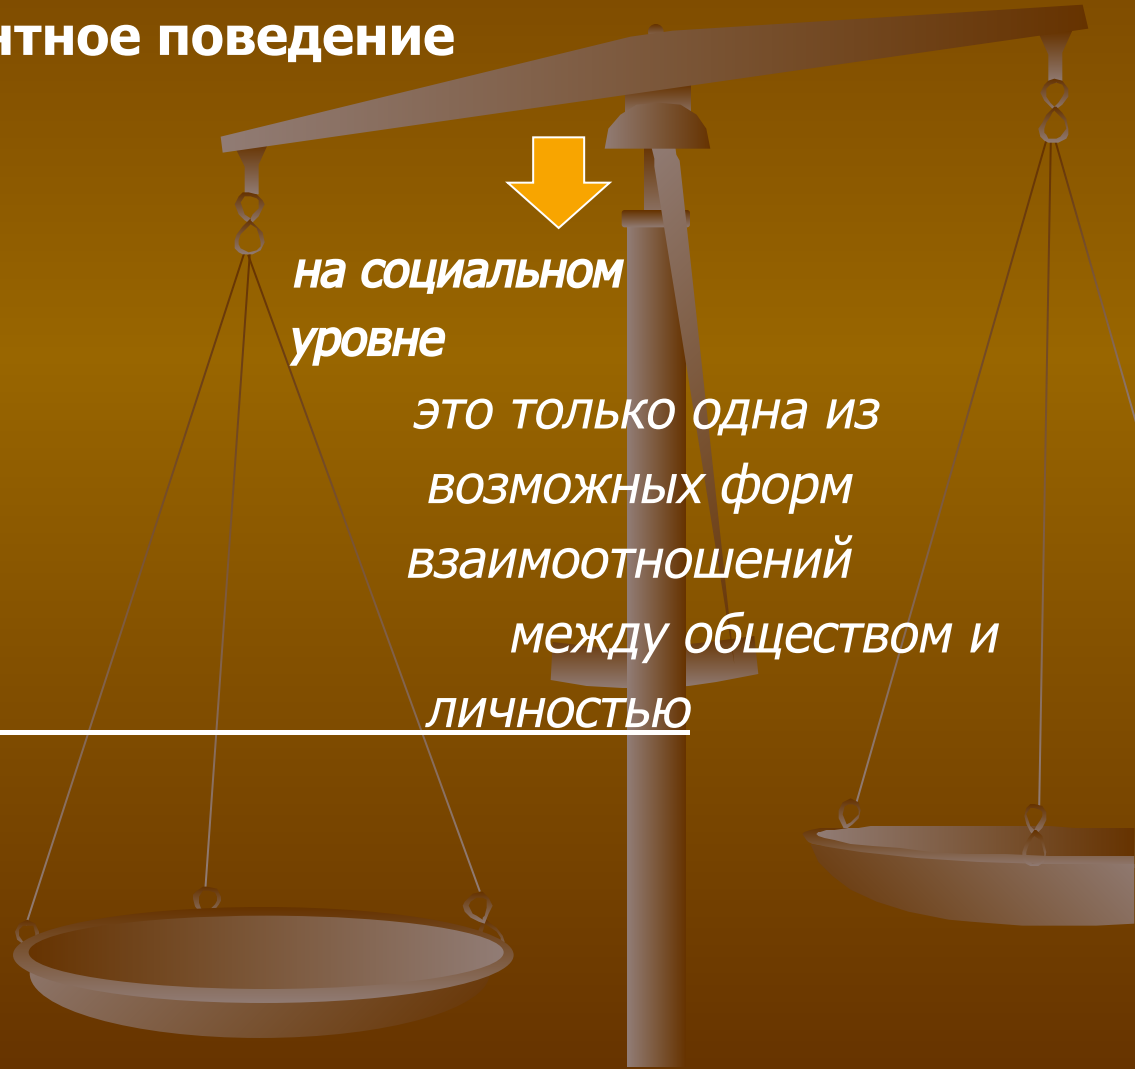 нтное поведение
на социальном
уровне
это только одна из
возможных форм
взаимоотношений
между обществом и
личностью